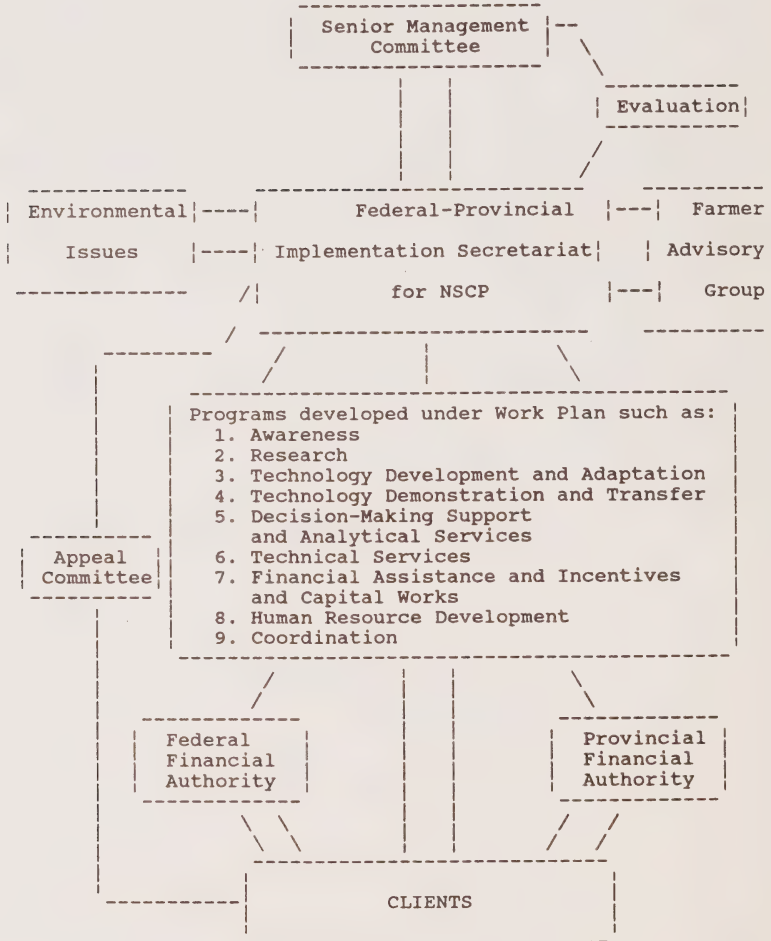 Senior Management
Committee
Evaluation
Environmental
Issues
Federal-Provincial
Implementation Secretariat
for NSCP
Farmer
Advisory
Group
Programs developed under Work Plan such as:
1. Awareness
2. Research
3. Technology Development and Adaptation
4. Technology Demonstration and Transfer
5. Decision-Making Support
and Analytical Services
6. Technical Services
7. Financial Assistance and Incentives
and Capital Works
8. Human Resource Development
9. Coordination
Appeal
Committee
Federal
Financial
Authority
Provincial
Financial
Authority
CLIENTS